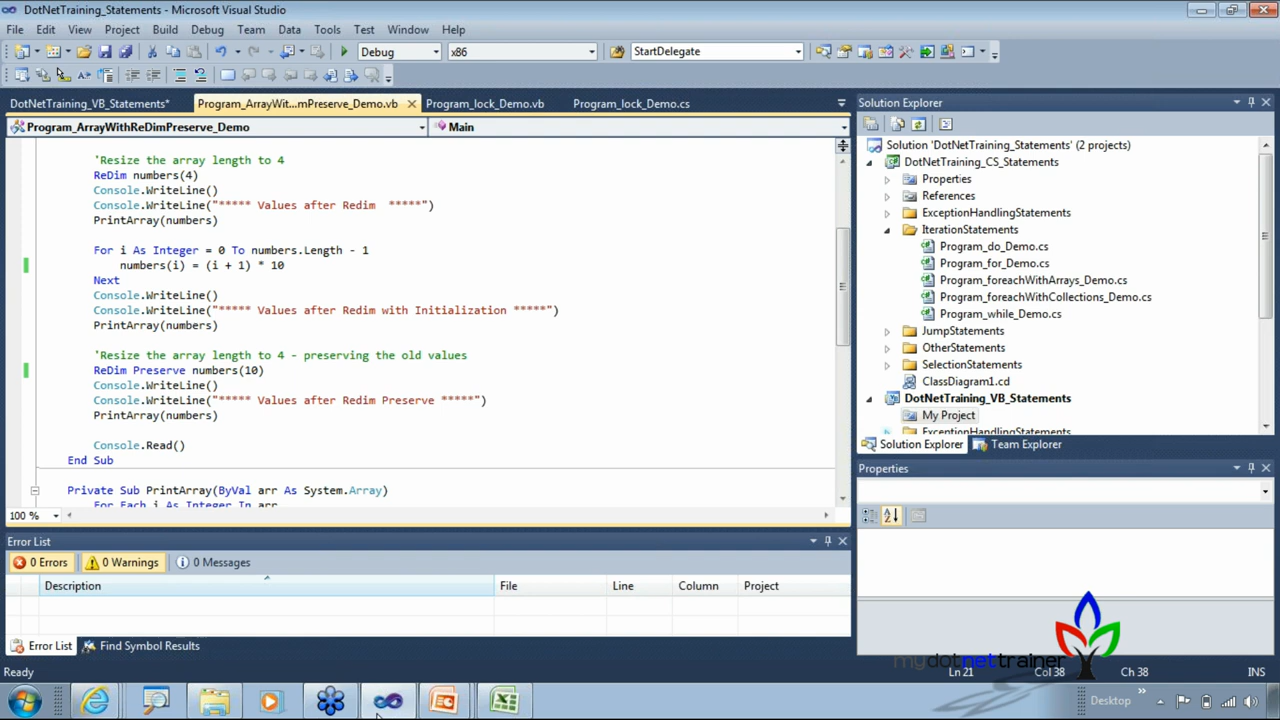 DotNetTraining_Statements - Microsoft Visual Studio
File Edit View Project Build Debug Team Data Tools Test Window Help
Debug x86 StartDelegate
DotNetTraining_VB_Statements* Program_ArrayWit...mPreserve_Demo.vb Program_lock_Demo.vb Program_lock_Demo.cs
Program_ArrayWithReDimPreserve_Demo Main
'Resize the array length to 4
ReDim numbers(4)
Console.WriteLine()
Console.WriteLine("***** Values after Redim  *****")
PrintArray(numbers)
For i As Integer = 0 To numbers.Length - 1
numbers(i) = (i + 1) * 10
Next
Console.WriteLine()
Console.WriteLine("***** Values after Redim with Initialization *****")
PrintArray(numbers)
'Resize the array length to 4 - preserving the old values
ReDim Preserve numbers(10)
Console.WriteLine()
Console.WriteLine("***** Values after Redim Preserve *****")
PrintArray(numbers)
Console.Read()
End Sub
Private Sub PrintArray(ByVal arr As System.Array)
For Each i As Integer In arr
100 %
Solution Explorer
Solution 'DotNetTraining_Statements' (2 projects)
DotNetTraining_CS_Statements
Properties
References
ExceptionHandlingStatements
IterationStatements
Program_do_Demo.cs
Program_for_Demo.cs
Program_foreachWithArrays_Demo.cs
Program_foreachWithCollections_Demo.cs
Program_while_Demo.cs
JumpStatements
OtherStatements
SelectionStatements
ClassDiagram1.cd
DotNetTraining_VB_Statements
My Project
ExceptionHandlingStatements
Solution Explorer Team Explorer
Properties
Error List
0 Errors 0 Warnings 0 Messages
Description File Line Column Project
Error List Find Symbol Results
mydotnettrainer
Ready Ln 21 Col 38 Ch 38 INS
Desktop